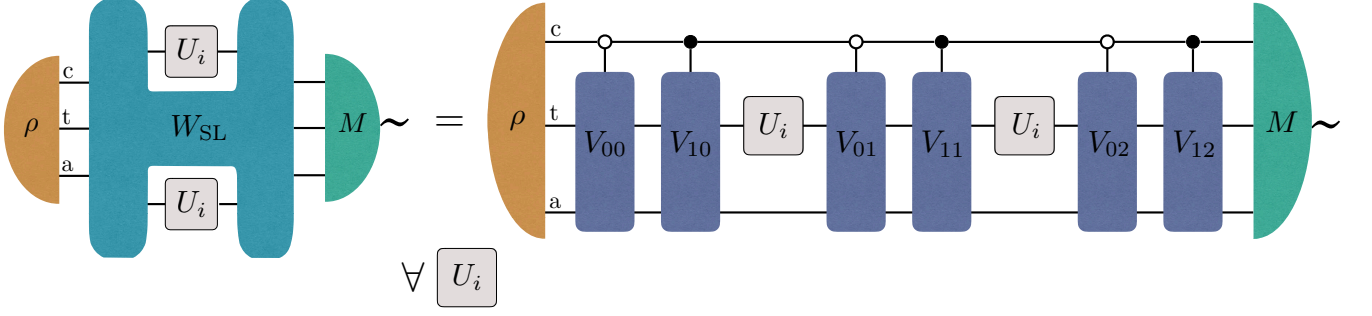 U_i
c
t
a
ρ
W_SL
M ~
U_i
=
c
t
a
ρ
V_00 V_10 U_i V_01 V_11 U_i V_02 V_12
M ~
∀ U_i